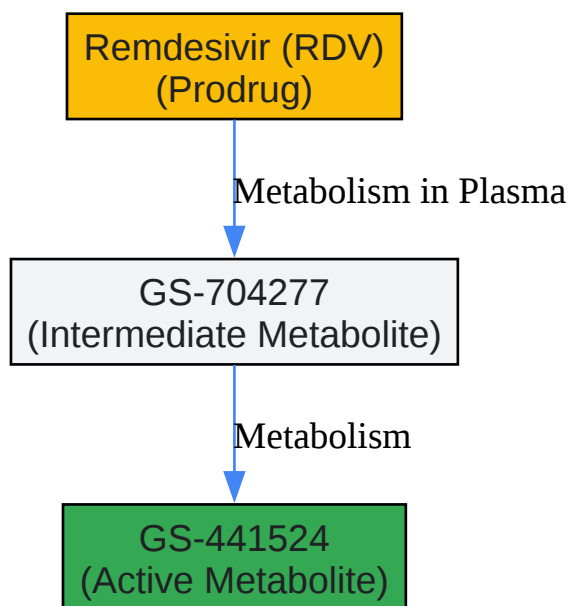 Remdesivir (RDV)
(Prodrug)
Metabolism in Plasma
GS-704277
(Intermediate Metabolite)
Metabolism
GS-441524
(Active Metabolite)